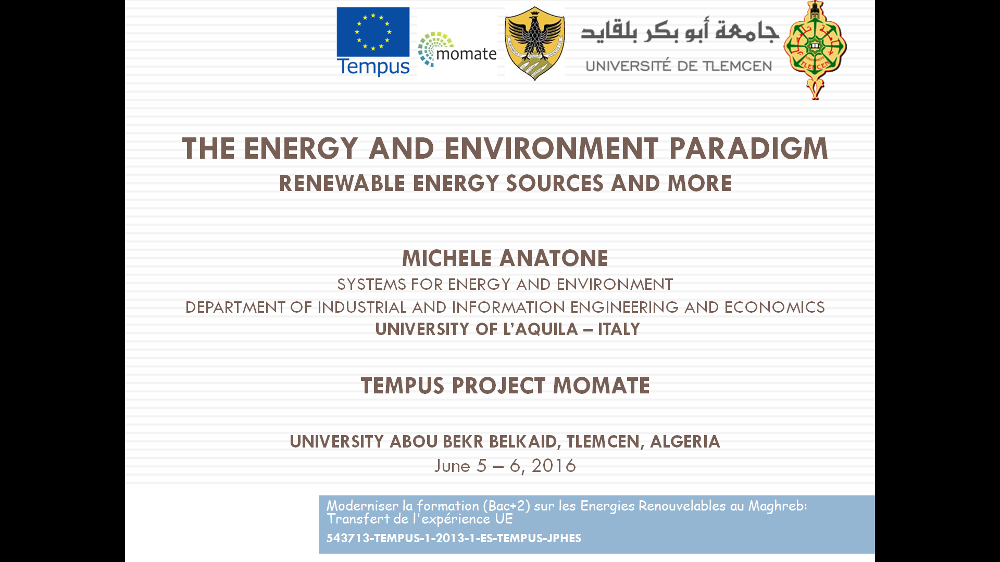 Tempus
momate
جامعة أبو بكر بلقايد
UNIVERSITÉ DE TLEMCEN
TLEMCEN
THE ENERGY AND ENVIRONMENT PARADIGM
RENEWABLE ENERGY SOURCES AND MORE
MICHELE ANATONE
SYSTEMS FOR ENERGY AND ENVIRONMENT
DEPARTMENT OF INDUSTRIAL AND INFORMATION ENGINEERING AND ECONOMICS
UNIVERSITY OF L’AQUILA – ITALY
TEMPUS PROJECT MOMATE
UNIVERSITY ABOU BEKR BELKAID, TLEMCEN, ALGERIA
June 5 – 6, 2016
Moderniser la formation (Bac+2) sur les Energies Renouvelables au Maghreb:
Transfert de l'expérience UE
543713-TEMPUS-1-2013-1-ES-TEMPUS-JPHES